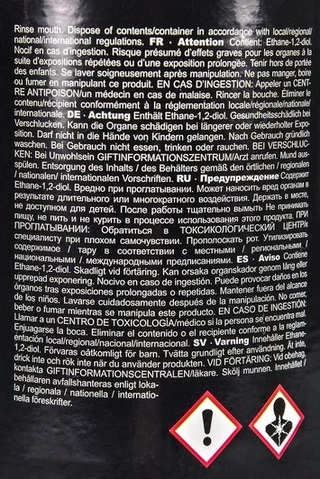 Rinse mouth. Dispose of contents/container in accordance with local/regional/
national/international regulations. FR · Attention Contient: Ethane-1,2-diol.
Nocif en cas d'ingestion. Risque présumé d'effets graves pour les organes à la
suite d'expositions répétées ou d'une exposition prolongée. Tenir hors de portée
des enfants. Se laver soigneusement après manipulation. Ne pas manger, boire
ou fumer en manipulant ce produit. EN CAS D'INGESTION: Appeler un CENT-
RE ANTIPOISON/un médecin en cas de malaise. Rincer la bouche. Éliminer le
contenu/récipient conformément à la réglementation locale/régionale/nationale/
internationale. DE · Achtung Enthält Ethane-1,2-diol. Gesundheitsschädlich bei
Verschlucken. Kann die Organe schädigen bei längerer oder wiederholter Expo-
sition. Darf nicht in die Hände von Kindern gelangen. Nach Gebrauch gründlich
waschen. Bei Gebrauch nicht essen, trinken oder rauchen. BEI VERSCHLUC-
KEN: Bei Unwohlsein GIFTINFORMATIONSZENTRUM/Arzt anrufen. Mund aus-
spülen. Entsorgung des Inhalts / des Behälters gemäß den örtlichen / regionalen
/ nationalen/ internationalen Vorschriften. RU · Предупреждение Содержит
Ethane-1,2-diol. Вредно при проглатывании. Может наносить вред органам в
результате длительного или многократного воздействия. Держать в месте,
не доступном для детей. После работы тщательно вымыть. Не принимать
пищу, не пить и не курить в процессе использования этого продукта. ПРИ
ПРОГЛАТЫВАНИИ: Обратиться в ТОКСИКОЛОГИЧЕСКИЙ ЦЕНТР/к
специалисту при плохом самочувствии. Прополоскать рот. Утилизировать
содержимое / тару в соответствии с местными / региональными /
национальными / международными предписаниями. ES · Aviso Contiene
Ethane-1,2-diol. Skadligt vid förtäring. Kan orsaka organskador genom lång eller
upprepad exponering. Nocivo en caso de ingestión. Puede provocar daños en los
órganos tras exposiciones prolongadas o repetidas. Mantener fuera del alcance
de los niños. Lavarse cuidadosamente después de la manipulación. No comer,
beber o fumar mientras se manipula este producto. EN CASO DE INGESTIÓN:
Llamar a un CENTRO DE TOXICOLOGÍA/médico si la persona se encuentra mal.
Enjuagarse la boca. Eliminar el contenido o el recipiente conforme a la reglam-
entación local/regional/nacional/internacional. SV · Varning Innehåller Ethane-
1,2-diol. Förvaras oåtkomligt för barn. Tvätta grundligt efter användning. Ät inte,
drick inte och rök inte när du använder produkten. VID FÖRTÄRING: Vid obehag,
kontakta GIFTINFORMATIONSCENTRALEN/läkare. Skölj munnen. Innehållet /
behållaren avfallshanteras enligt loka-
la / regionala / nationella / internatio-
nella föreskrifter.